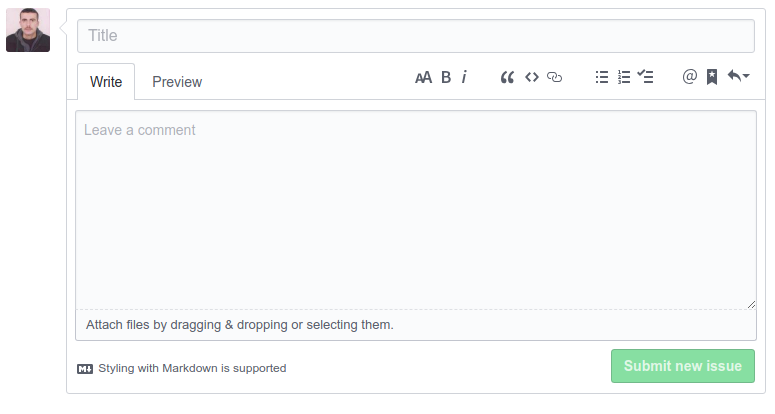 Title
Write Preview AA B i @
Leave a comment
Attach files by dragging & dropping or selecting them.
M↓ Styling with Markdown is supported Submit new issue